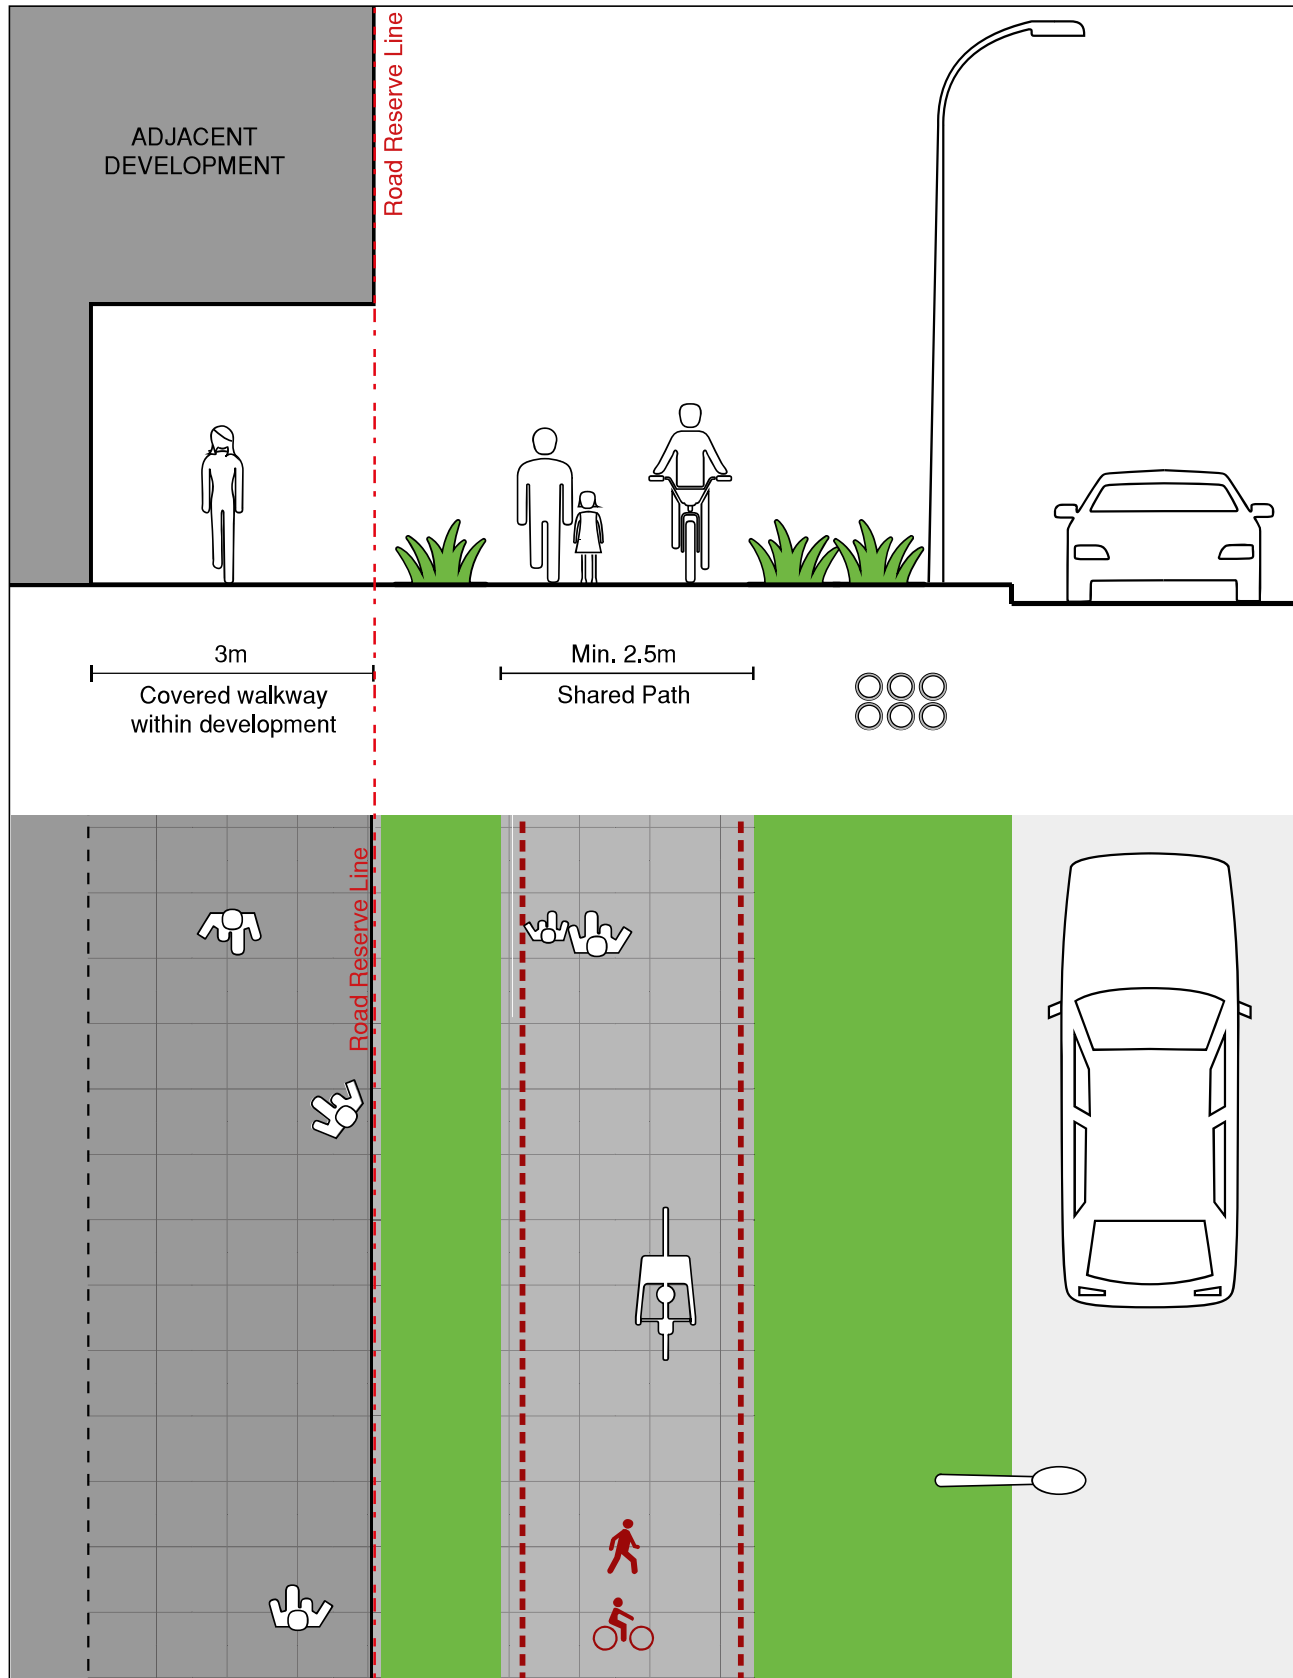 ADJACENT
DEVELOPMENT
Road Reserve Line
3m
Covered walkway
within development
Min. 2.5m
Shared Path
Road Reserve Line